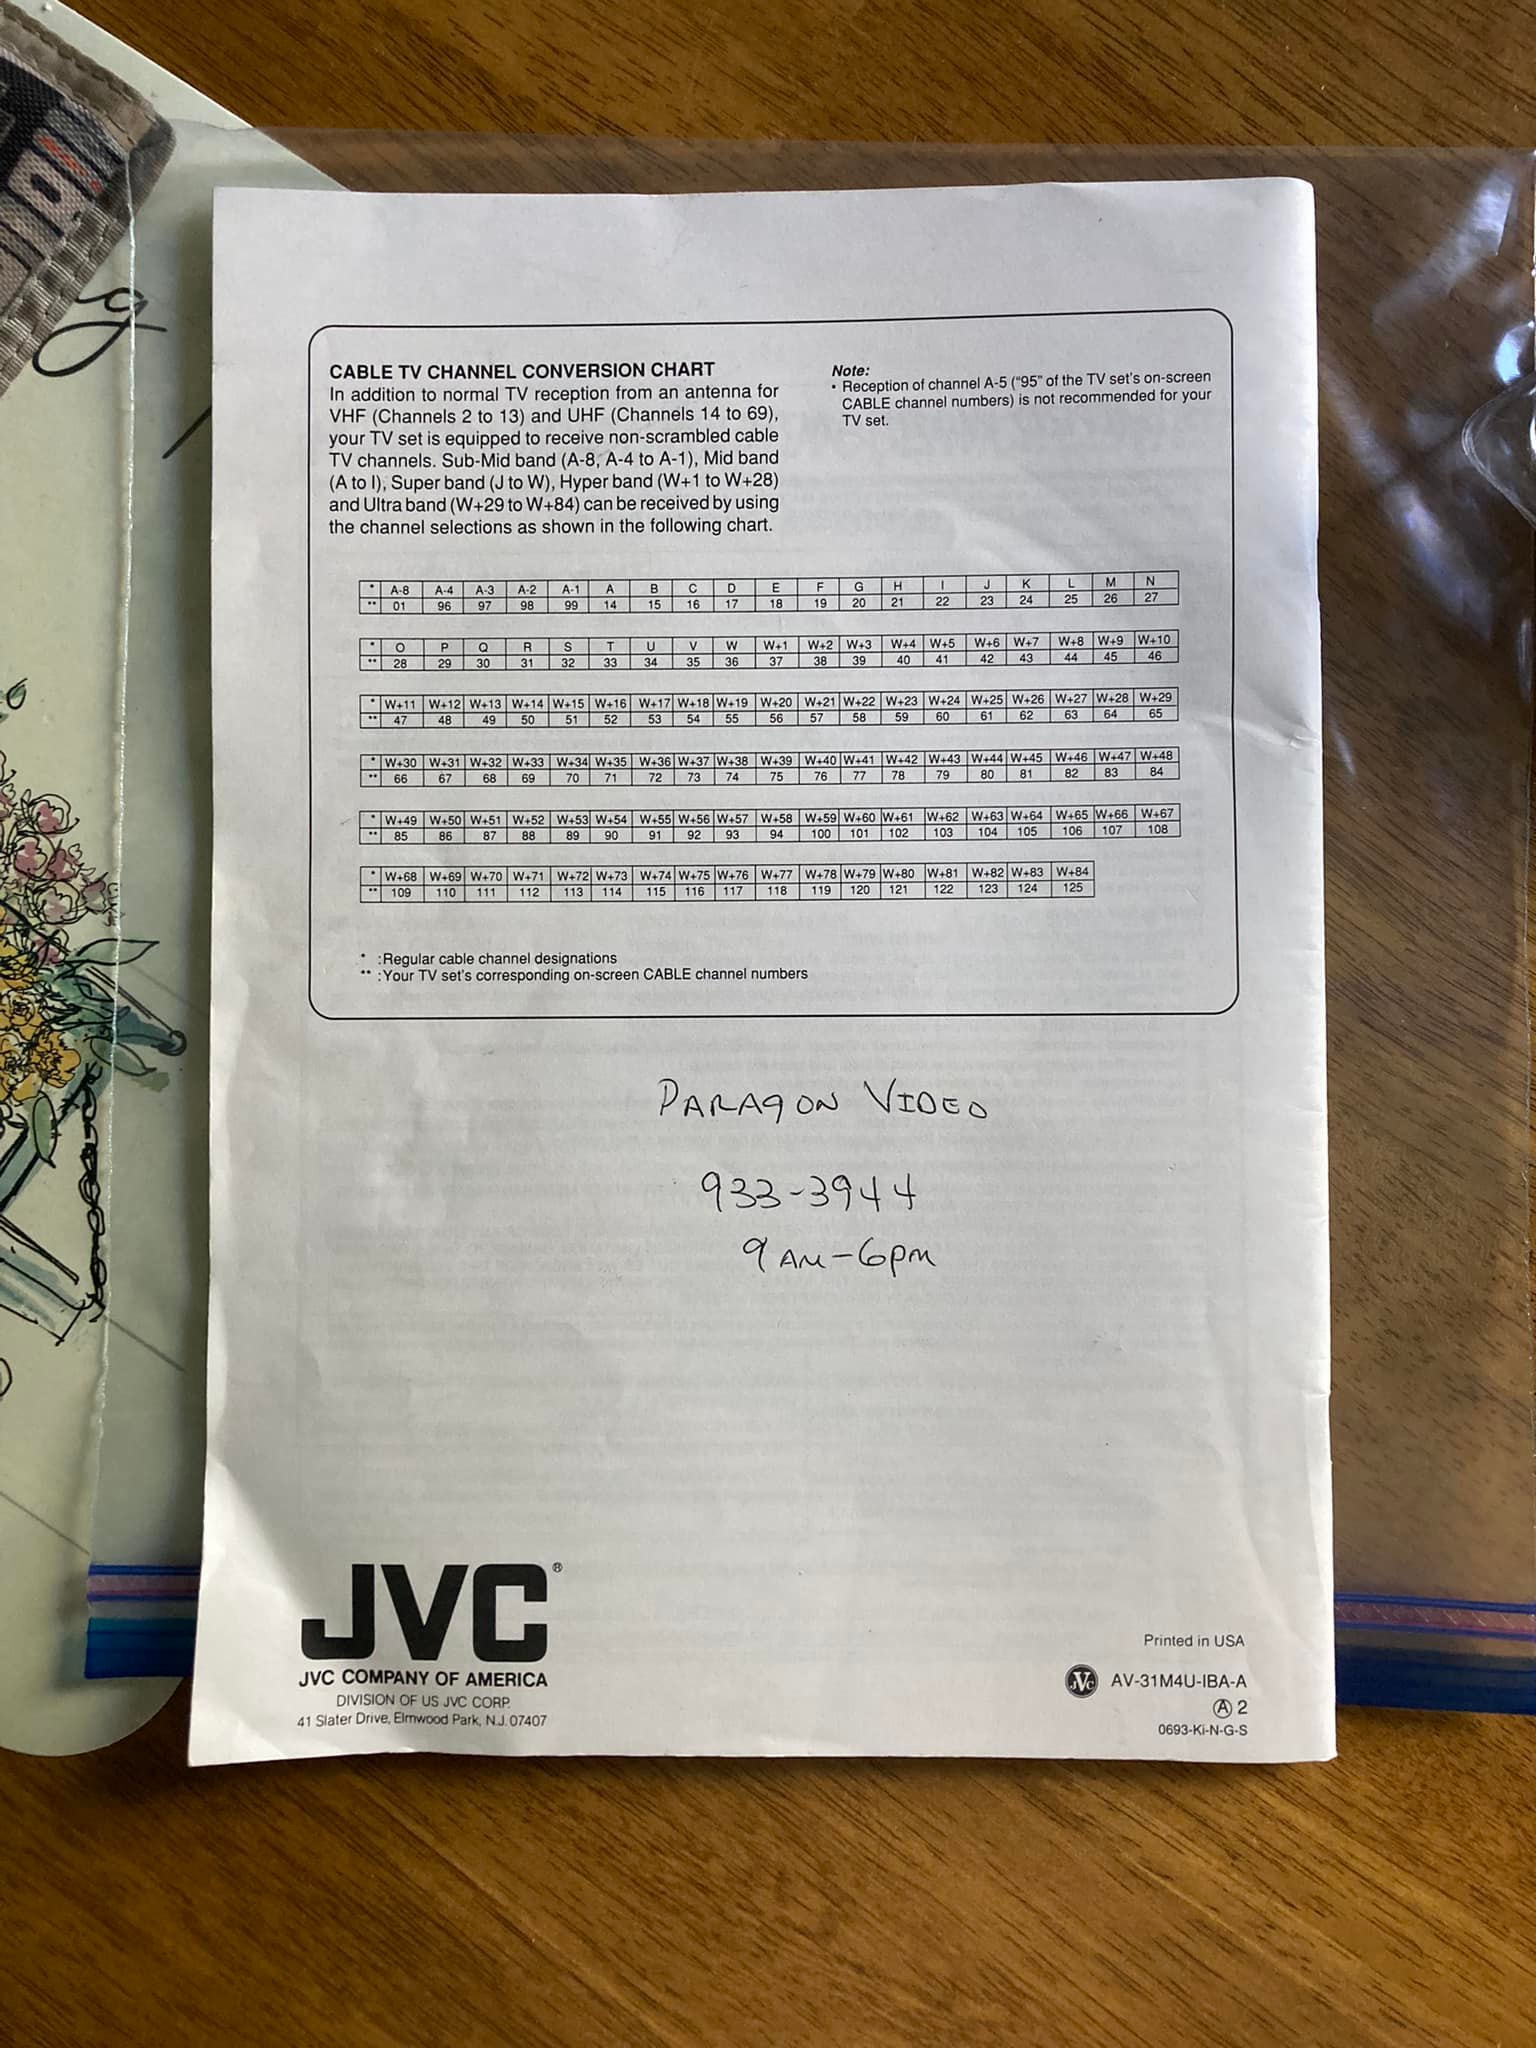 CABLE TV CHANNEL CONVERSION CHART
In addition to normal TV reception from an antenna for
VHF (Channels 2 to 13) and UHF (Channels 14 to 69),
your TV set is equipped to receive non-scrambled cable
TV channels. Sub-Mid band (A-8, A-4 to A-1), Mid band
(A to I), Super band (J to W), Hyper band (W+1 to W+28)
and Ultra band (W+29 to W+84) can be received by using
the channel selections as shown in the following chart.
Note:
• Reception of channel A-5 ("95" of the TV set's on-screen
CABLE channel numbers) is not recommended for your
TV set.
* A-8 A-4 A-3 A-2 A-1 A B C D E F G H I J K L M N
** 01 96 97 98 99 14 15 16 17 18 19 20 21 22 23 24 25 26 27
* O P Q R S T U V W W+1 W+2 W+3 W+4 W+5 W+6 W+7 W+8 W+9 W+10
** 28 29 30 31 32 33 34 35 36 37 38 39 40 41 42 43 44 45 46
* W+11 W+12 W+13 W+14 W+15 W+16 W+17 W+18 W+19 W+20 W+21 W+22 W+23 W+24 W+25 W+26 W+27 W+28 W+29
** 47 48 49 50 51 52 53 54 55 56 57 58 59 60 61 62 63 64 65
* W+30 W+31 W+32 W+33 W+34 W+35 W+36 W+37 W+38 W+39 W+40 W+41 W+42 W+43 W+44 W+45 W+46 W+47 W+48
** 66 67 68 69 70 71 72 73 74 75 76 77 78 79 80 81 82 83 84
* W+49 W+50 W+51 W+52 W+53 W+54 W+55 W+56 W+57 W+58 W+59 W+60 W+61 W+62 W+63 W+64 W+65 W+66 W+67
** 85 86 87 88 89 90 91 92 93 94 100 101 102 103 104 105 106 107 108
* W+68 W+69 W+70 W+71 W+72 W+73 W+74 W+75 W+76 W+77 W+78 W+79 W+80 W+81 W+82 W+83 W+84
** 109 110 111 112 113 114 115 116 117 118 119 120 121 122 123 124 125
* :Regular cable channel designations
** :Your TV set's corresponding on-screen CABLE channel numbers
PARAGON VIDEO
933-3944
9AM-6PM
JVC®
JVC COMPANY OF AMERICA
DIVISION OF US JVC CORP.
41 Slater Drive, Elmwood Park, N.J. 07407
Printed in USA
JVC AV-31M4U-IBA-A
Ⓐ 2
0693-Ki-N-G-S